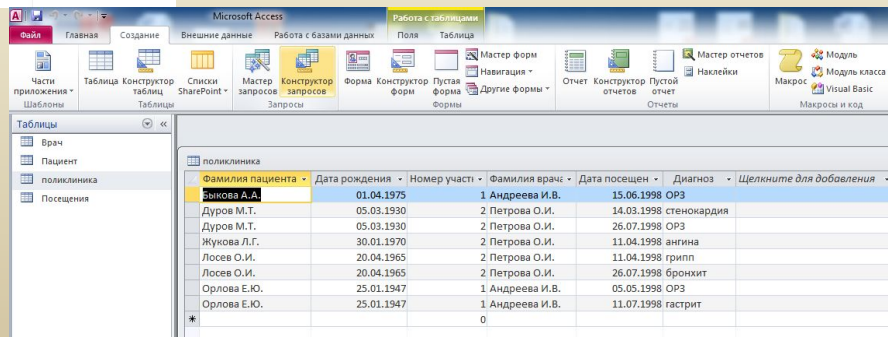 Microsoft Access
Работа с таблицами
Файл Главная Создание Внешние данные Работа с базами данных Поля Таблица
Части приложения
Таблица
Конструктор таблиц
Списки SharePoint
Мастер запросов
Конструктор запросов
Форма
Конструктор форм
Пустая форма
Мастер форм
Навигация
Другие формы
Отчет
Конструктор отчетов
Пустой отчет
Мастер отчетов
Наклейки
Макрос
Модуль
Модуль класса
Visual Basic
Шаблоны Таблицы Запросы Формы Отчеты Макросы и код
Таблицы
Врач
Пациент
поликлиника
Посещения
поликлиника
Фамилия пациента Дата рождения Номер участн Фамилия врача Дата посещен Диагноз Щелкните для добавления
Быкова А.А. 01.04.1975 1 Андреева И.В. 15.06.1998 ОРЗ
Дуров М.Т. 05.03.1930 2 Петрова О.И. 14.03.1998 стенокардия
Дуров М.Т. 05.03.1930 2 Петрова О.И. 26.07.1998 ОРЗ
Жукова Л.Г. 30.01.1970 2 Петрова О.И. 11.04.1998 ангина
Лосев О.И. 20.04.1965 2 Петрова О.И. 11.04.1998 грипп
Лосев О.И. 20.04.1965 2 Петрова О.И. 26.07.1998 бронхит
Орлова Е.Ю. 25.01.1947 1 Андреева И.В. 05.05.1998 ОРЗ
Орлова Е.Ю. 25.01.1947 1 Андреева И.В. 11.07.1998 гастрит
0